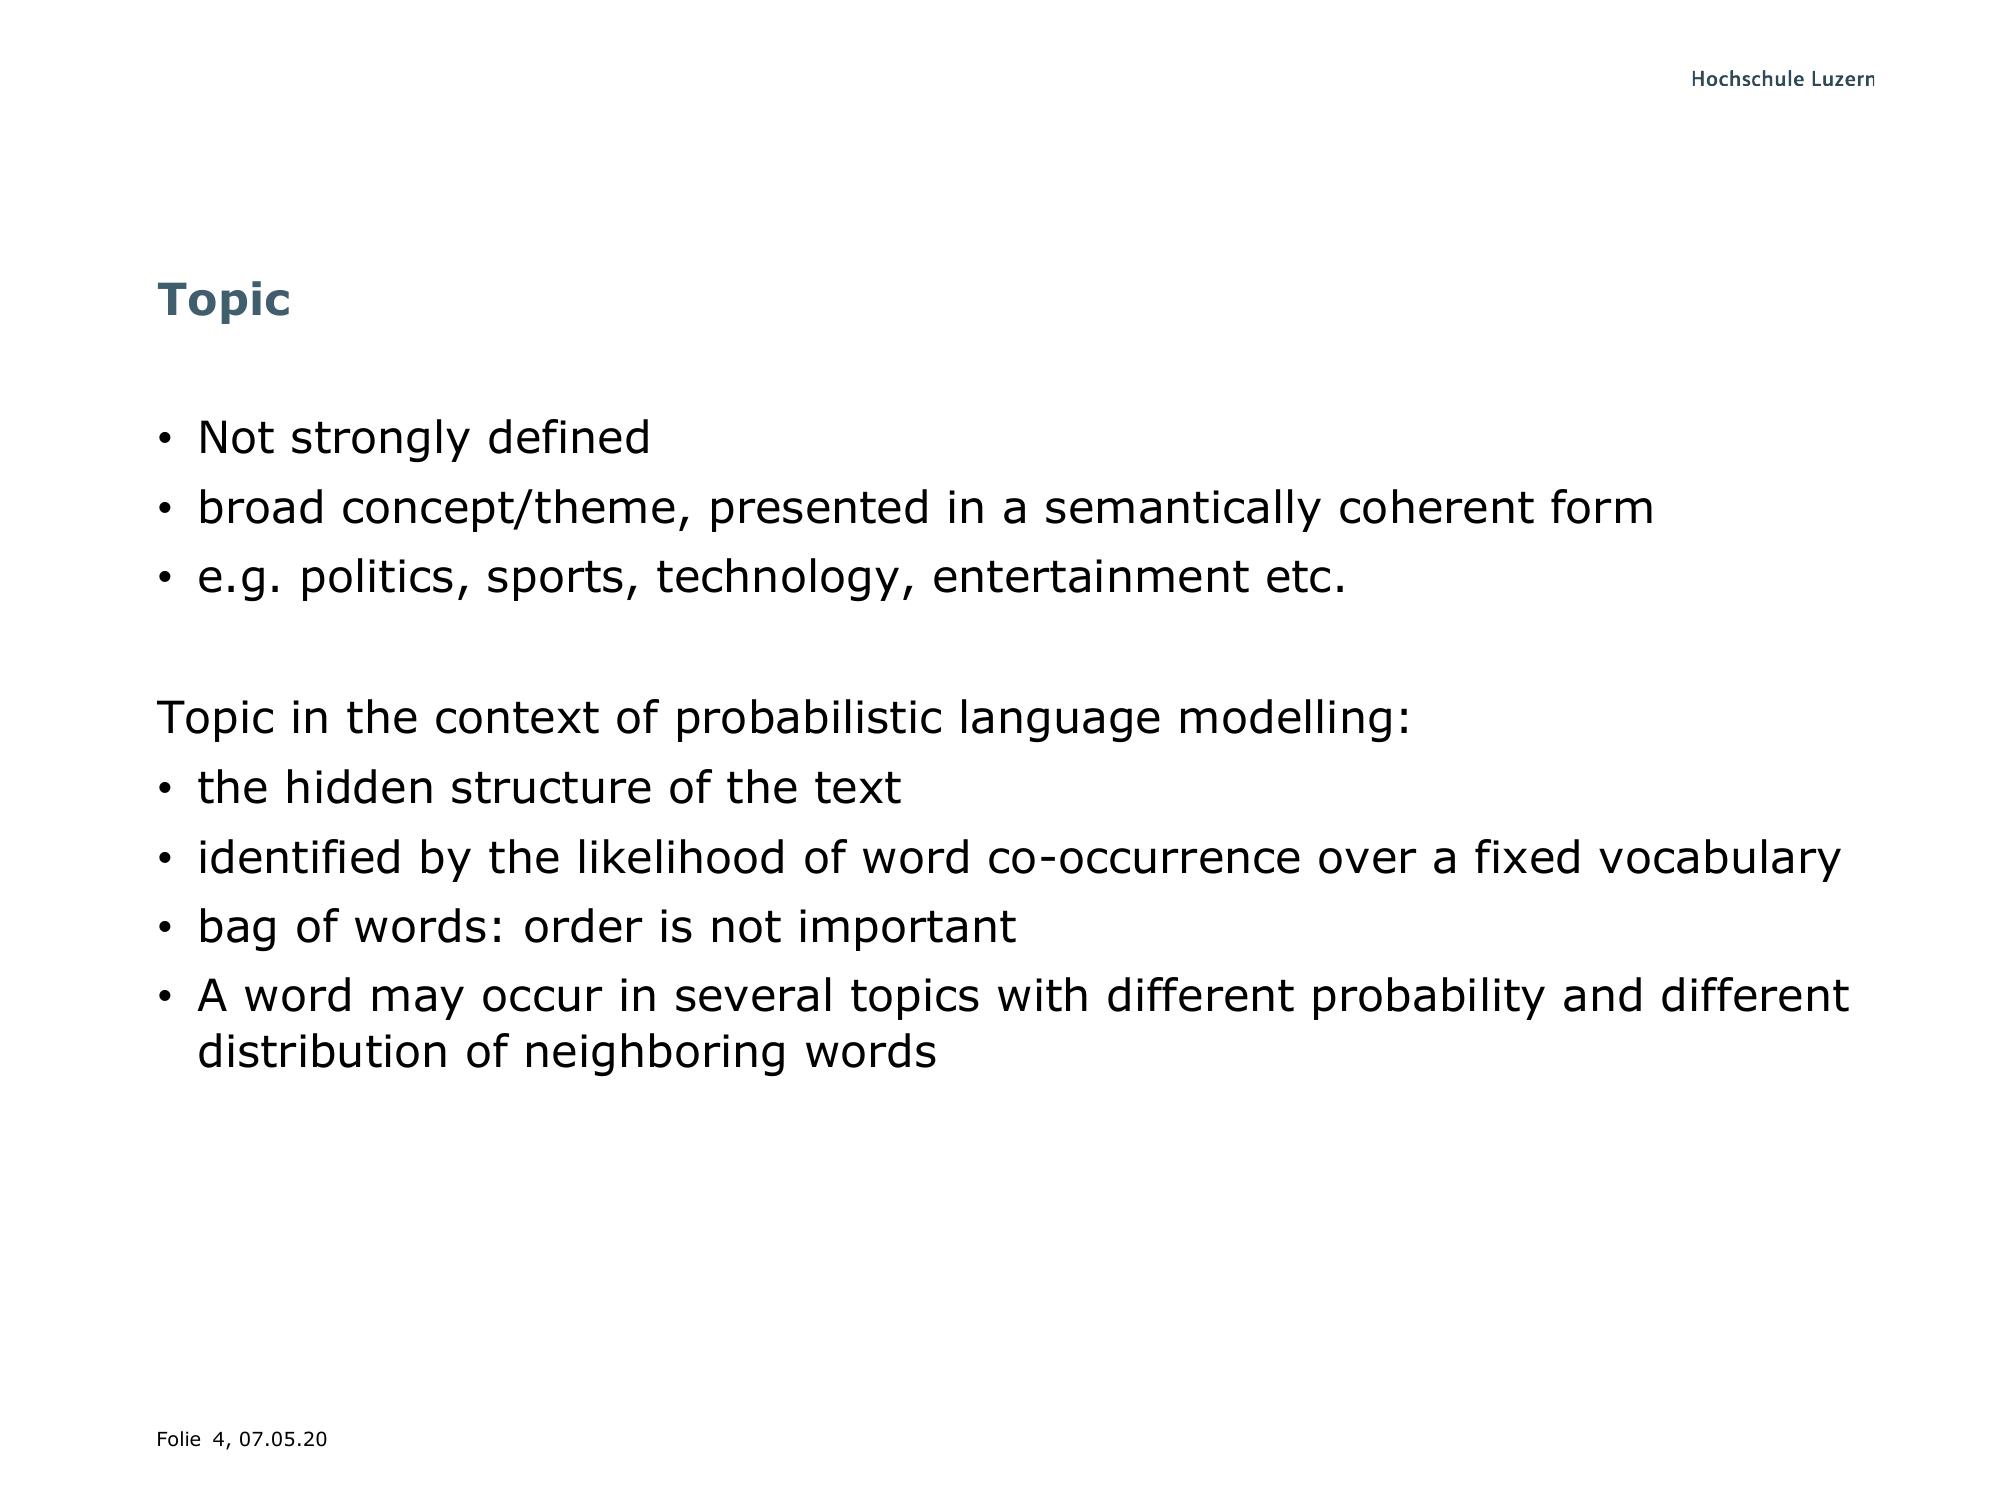 Hochschule Luzern
Topic
• Not strongly defined
• broad concept/theme, presented in a semantically coherent form
• e.g. politics, sports, technology, entertainment etc.
Topic in the context of probabilistic language modelling:
• the hidden structure of the text
• identified by the likelihood of word co-occurrence over a fixed vocabulary
• bag of words: order is not important
• A word may occur in several topics with different probability and different
distribution of neighboring words
Folie 4, 07.05.20